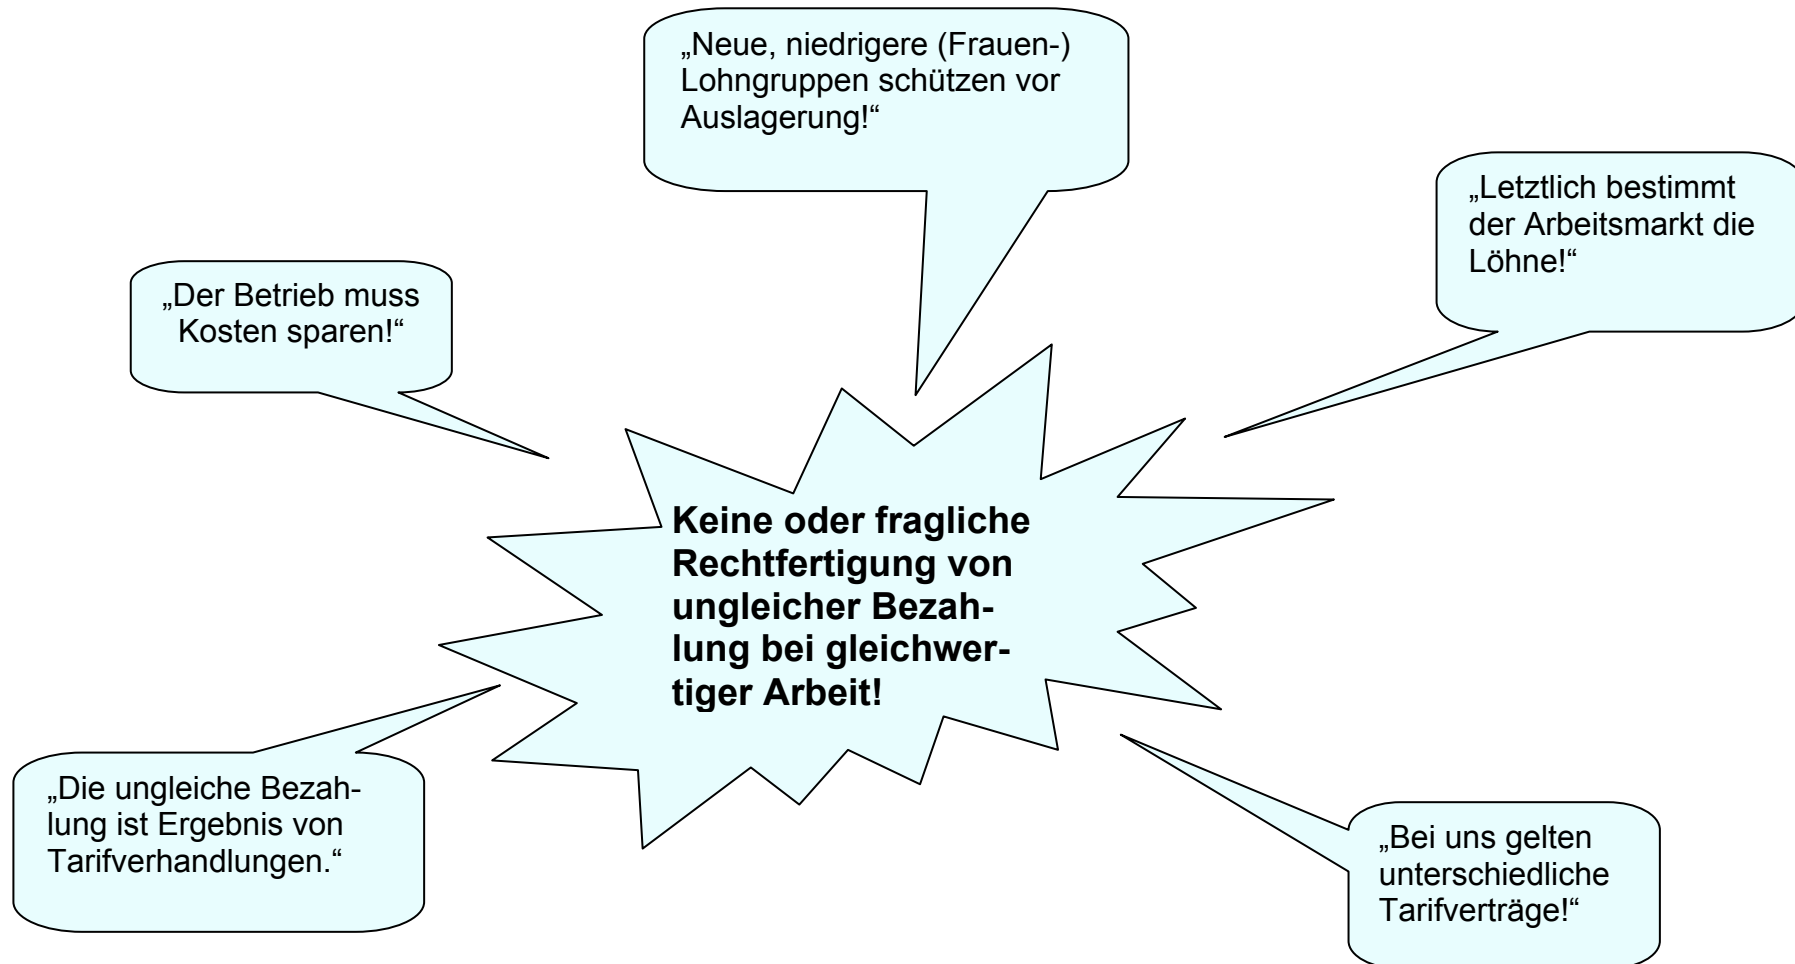 „Neue, niedrigere (Frauen-)
Lohngruppen schützen vor
Auslagerung!“
„Letztlich bestimmt
der Arbeitsmarkt die
Löhne!“
„Der Betrieb muss
Kosten sparen!“
Keine oder fragliche
Rechtfertigung von
ungleicher Bezah-
lung bei gleichwer-
tiger Arbeit!
„Die ungleiche Bezah-
lung ist Ergebnis von
Tarifverhandlungen.“
„Bei uns gelten
unterschiedliche
Tarifverträge!“